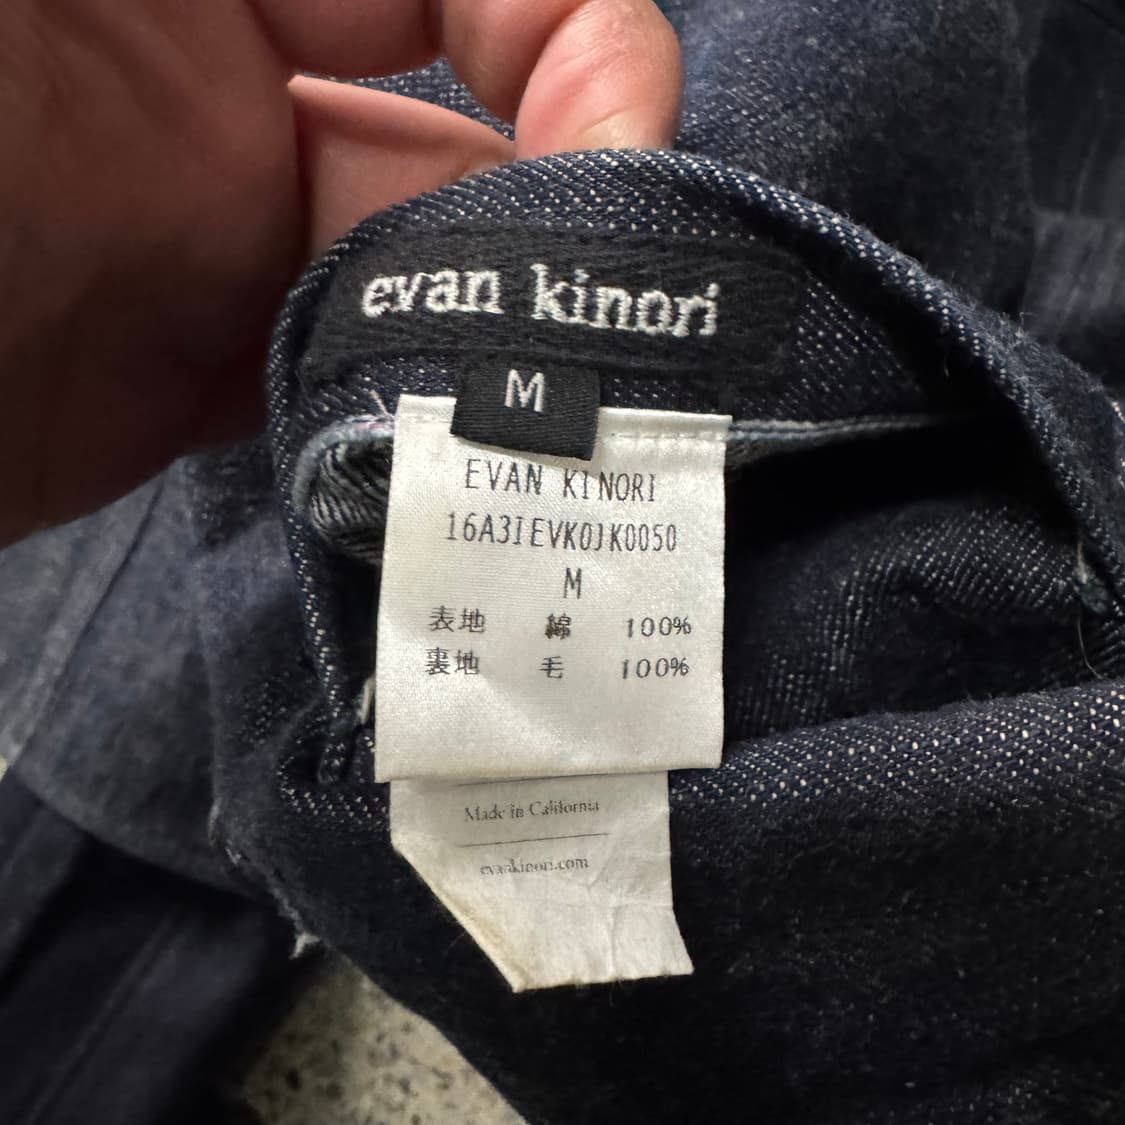 evan kinori
M
EVAN KINORI
16A3IEVK0JK0050
M
表地 綿 100%
裏地 毛 100%
Made in California
evankinori.com